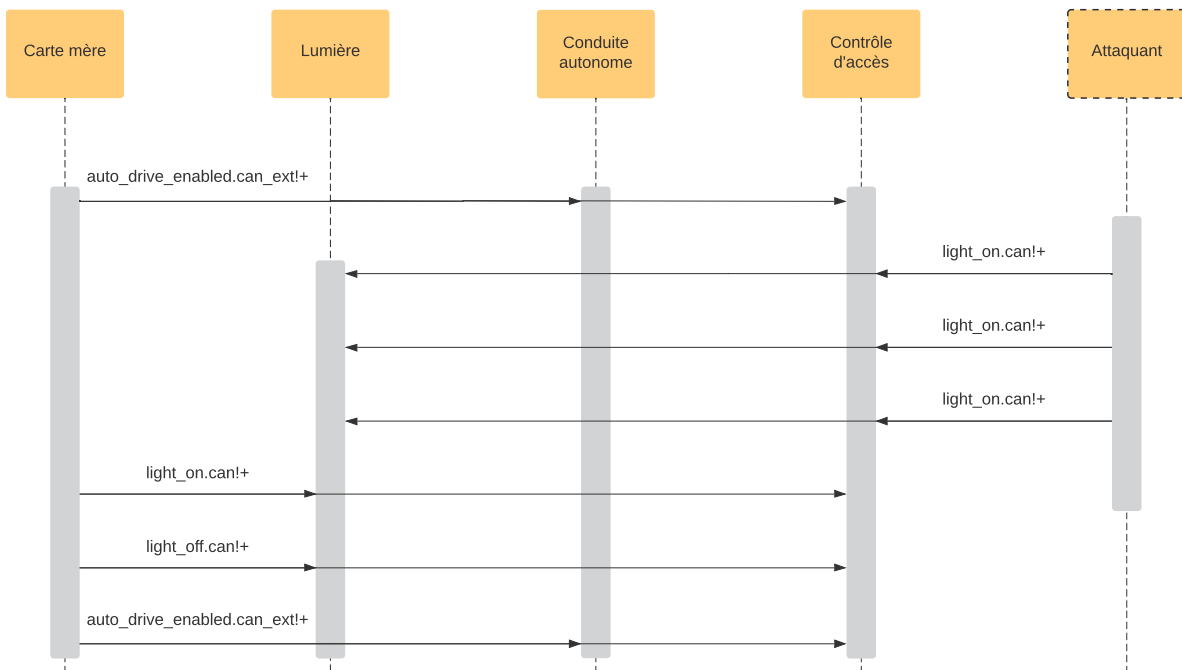 Carte mère
Lumière
Conduite
autonome
Contrôle
d'accès
Attaquant
auto_drive_enabled.can_ext!+
light_on.can!+
light_on.can!+
light_on.can!+
light_on.can!+
light_off.can!+
auto_drive_enabled.can_ext!+